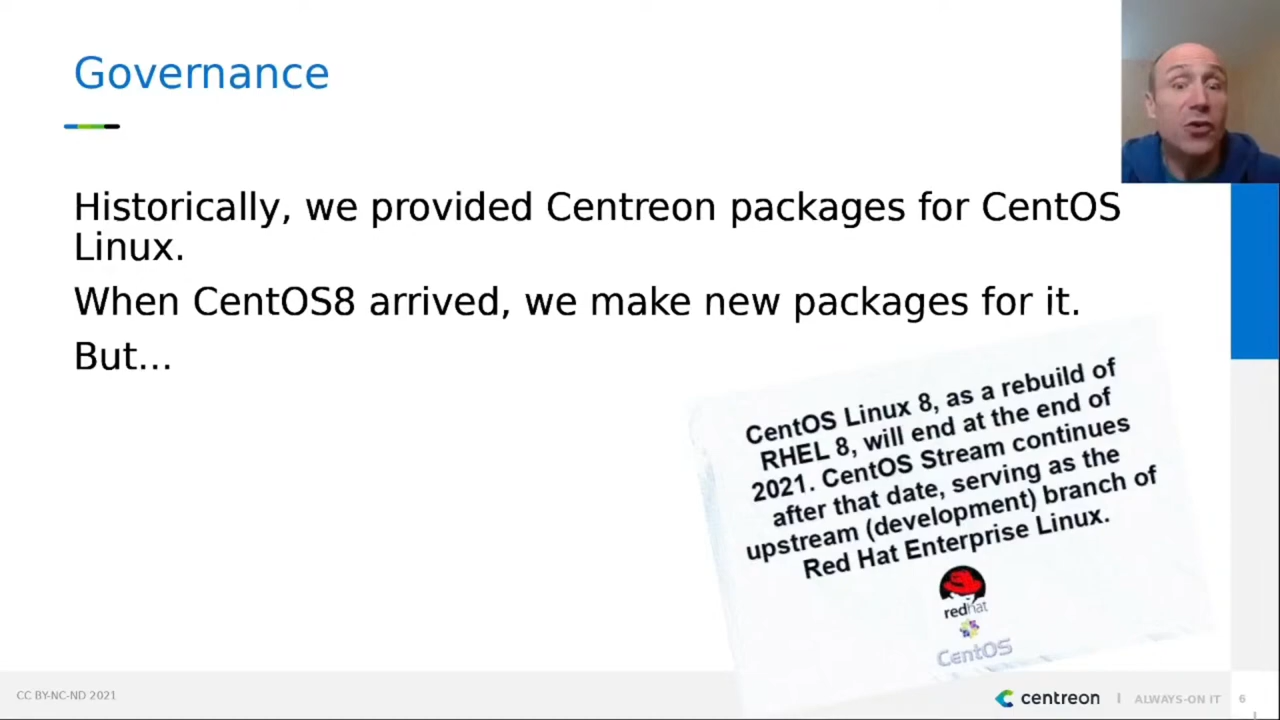 Governance
Historically, we provided Centreon packages for CentOS
Linux.
When CentOS8 arrived, we make new packages for it.
But...
CentOS Linux 8, as a rebuild of
RHEL 8, will end at the end of
2021. CentOS Stream continues
after that date, serving as the
upstream (development) branch of
Red Hat Enterprise Linux.
redhat
CentOS
CC BY-NC-ND 2021
centreon
ALWAYS-ON IT
6